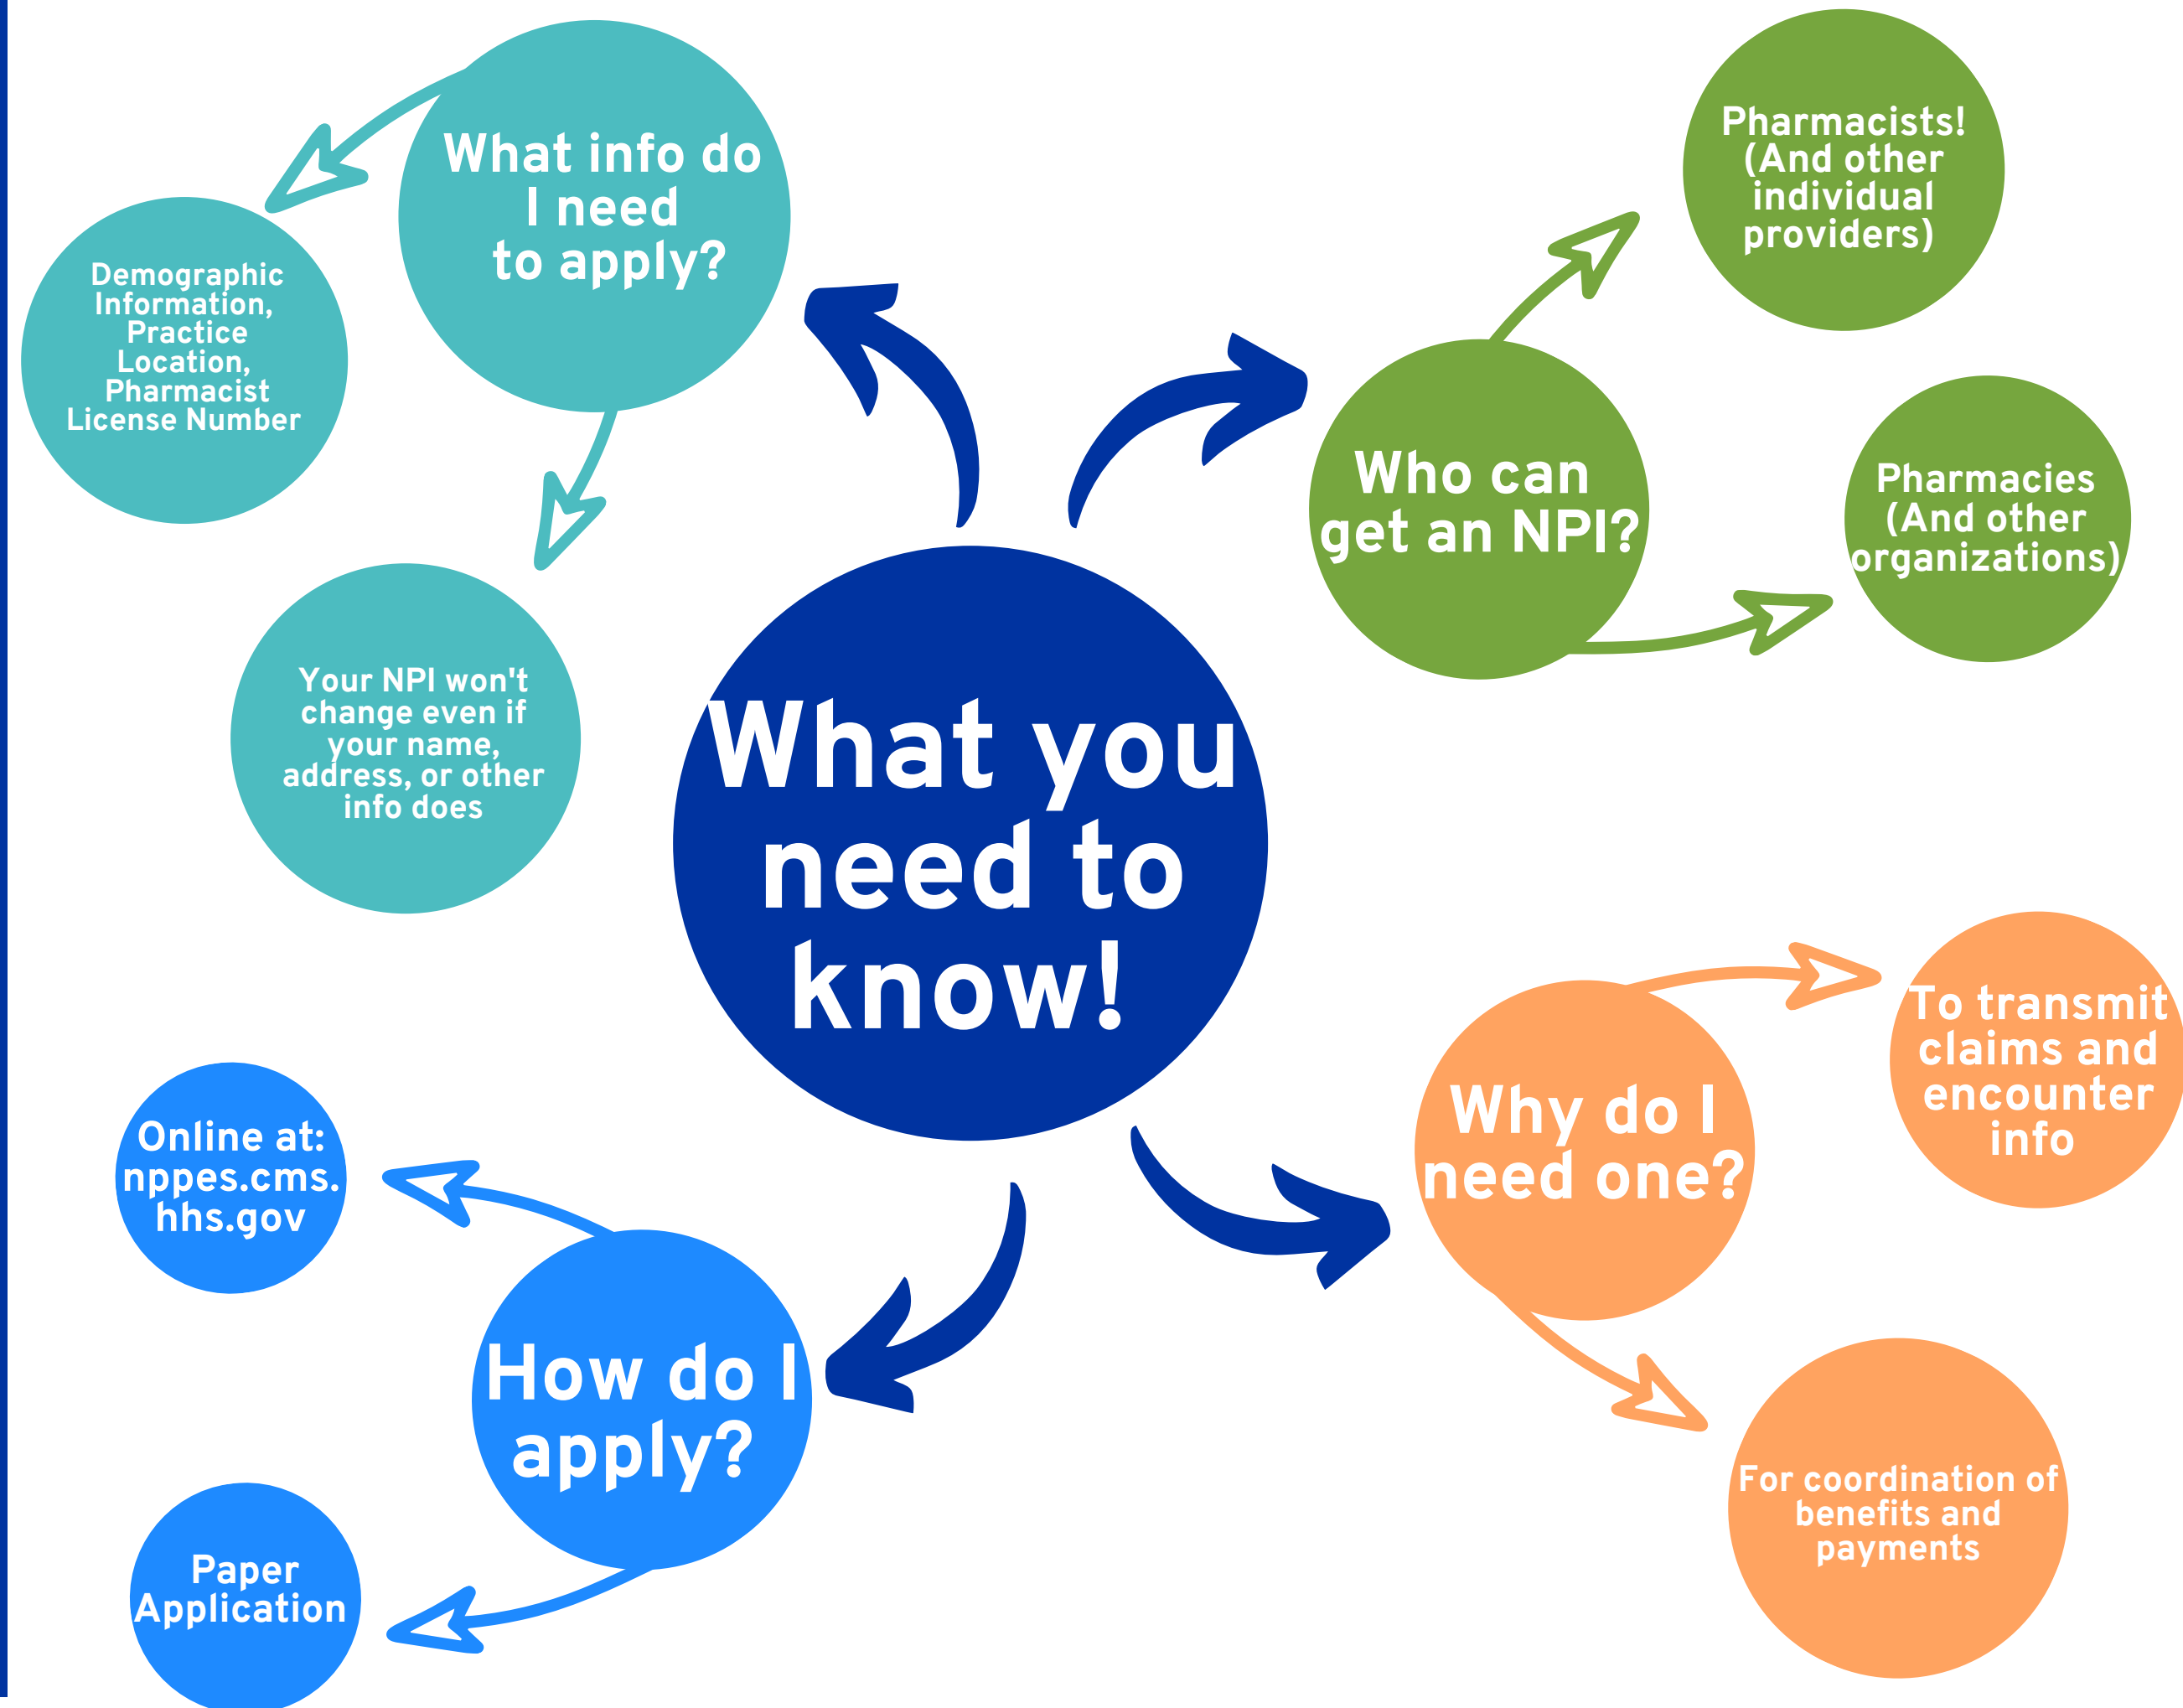 What you
need to
know!
What info do
I need
to apply?
Demographic
Information,
Practice
Location,
Pharmacist
License Number
Your NPI won't
change even if
your name,
address, or other
info does
Who can
get an NPI?
Pharmacists!
(And other
individual
providers)
Pharmacies
(And other
organizations)
Why do I
need one?
To transmit
claims and
encounter
info
For coordination of
benefits and
payments
How do I
apply?
Online at:
nppes.cms.
hhs.gov
Paper
Application